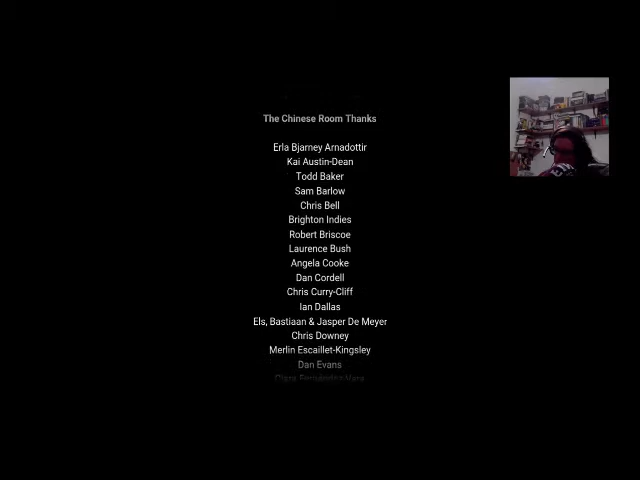 The Chinese Room Thanks
Erla Bjarney Arnadottir
Kai Austin-Dean
Todd Baker
Sam Barlow
Chris Bell
Brighton Indies
Robert Briscoe
Laurence Bush
Angela Cooke
Dan Cordell
Chris Curry-Cliff
Ian Dallas
Els, Bastiaan & Jasper De Meyer
Chris Downey
Merlin Escaillet-Kingsley
Dan Evans